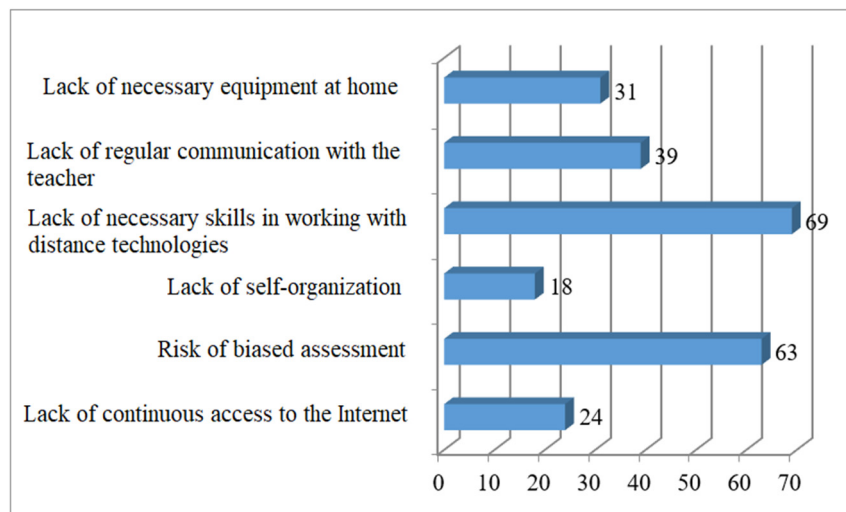 Lack of necessary equipment at home
31
Lack of regular communication with the
teacher
39
Lack of necessary skills in working with
distance technologies
69
Lack of self-organization
18
Risk of biased assessment
63
Lack of continuous access to the Internet
24
0 10 20 30 40 50 60 70